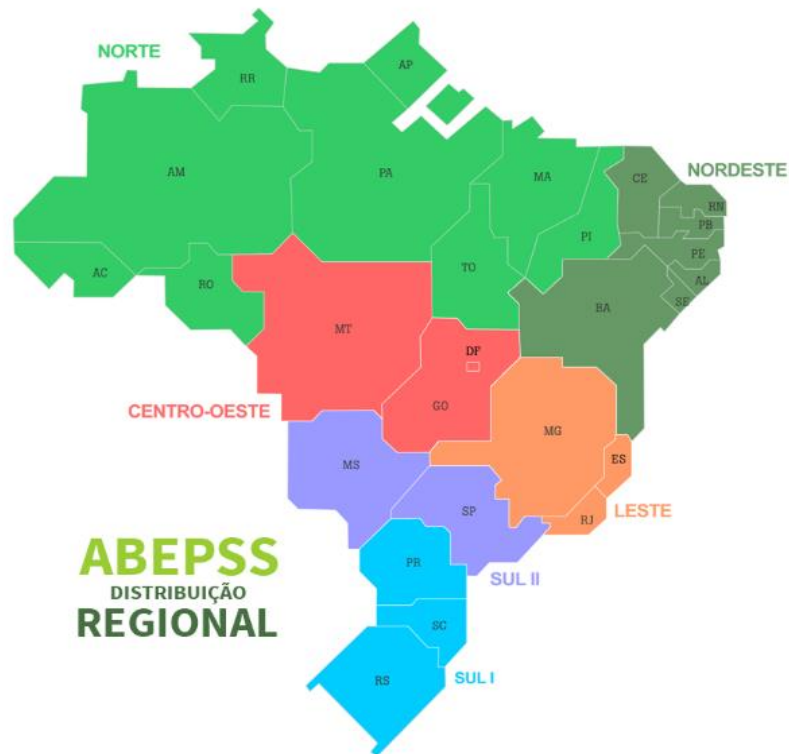 NORTE
RR
AP
AM
PA
MA
CE
NORDESTE
RN
PB
PI
PE
AC
RO
TO
AL
SE
BA
MT
DF
CENTRO-OESTE
GO
MG
MS
ES
SP
RJ
LESTE
ABEPSS
DISTRIBUIÇÃO
REGIONAL
PR
SUL II
SC
RS
SUL I